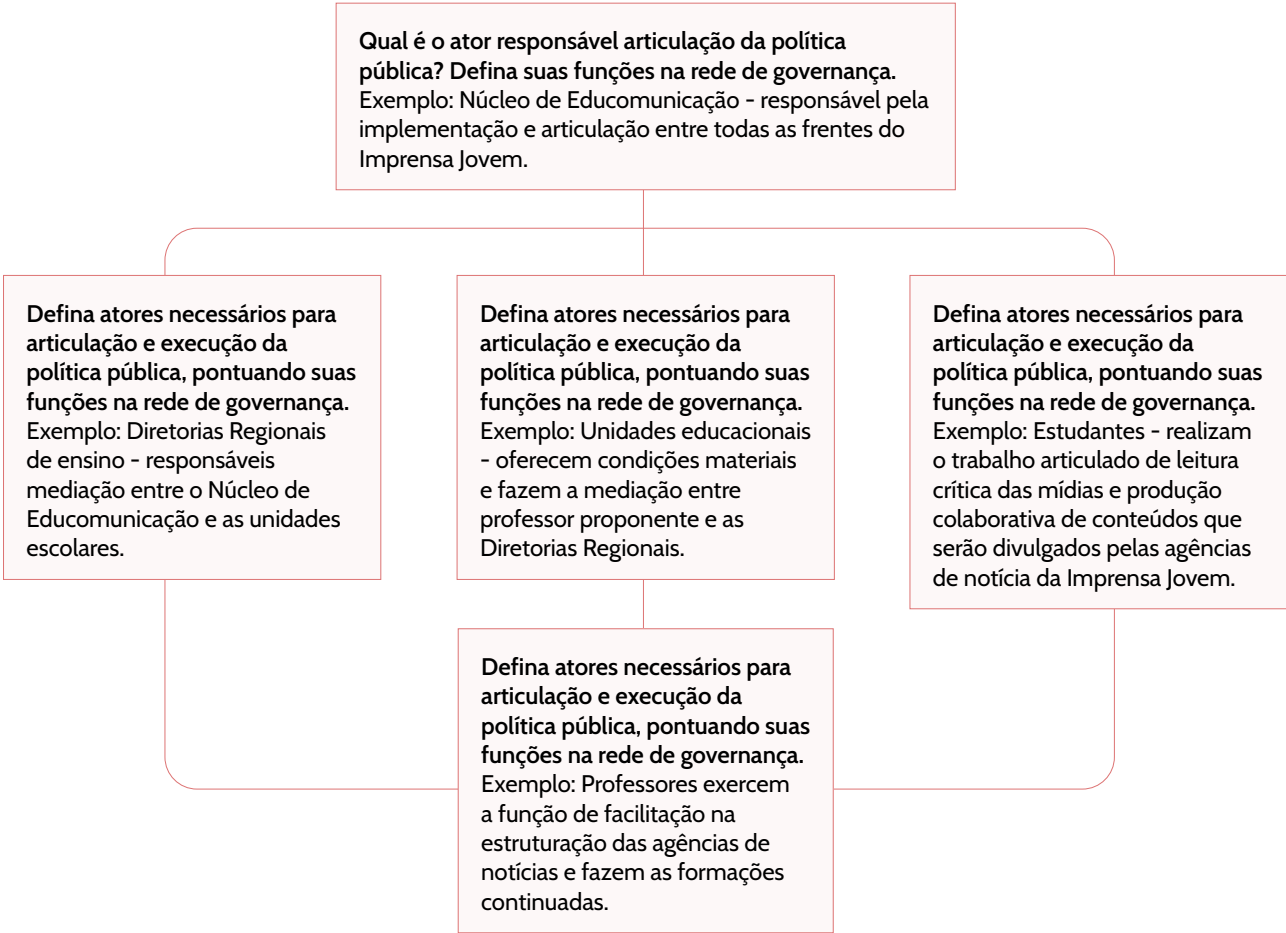 Qual é o ator responsável articulação da política
pública? Defina suas funções na rede de governança.
Exemplo: Núcleo de Educomunicação - responsável pela
implementação e articulação entre todas as frentes do
Imprensa Jovem.
Defina atores necessários para
articulação e execução da
política pública, pontuando suas
funções na rede de governança.
Exemplo: Diretorias Regionais
de ensino - responsáveis
mediação entre o Núcleo de
Educomunicação e as unidades
escolares.
Defina atores necessários para
articulação e execução da
política pública, pontuando suas
funções na rede de governança.
Exemplo: Unidades educacionais
- oferecem condições materiais
e fazem a mediação entre
professor proponente e as
Diretorias Regionais.
Defina atores necessários para
articulação e execução da
política pública, pontuando suas
funções na rede de governança.
Exemplo: Estudantes - realizam
o trabalho articulado de leitura
crítica das mídias e produção
colaborativa de conteúdos que
serão divulgados pelas agências
de notícia da Imprensa Jovem.
Defina atores necessários para
articulação e execução da
política pública, pontuando suas
funções na rede de governança.
Exemplo: Professores exercem
a função de facilitação na
estruturação das agências de
notícias e fazem as formações
continuadas.